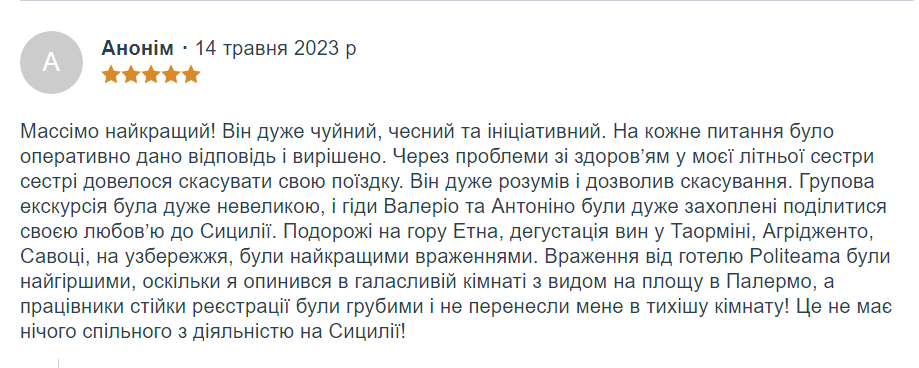 А
Анонім · 14 травня 2023 р
Массімо найкращий! Він дуже чуйний, чесний та ініціативний. На кожне питання було
оперативно дано відповідь і вирішено. Через проблеми зі здоров’ям у моєї літньої сестри
сестрі довелося скасувати свою поїздку. Він дуже розумів і дозволив скасування. Групова
екскурсія була дуже невеликою, і гіди Валеріо та Антоніно були дуже захоплені поділитися
своєю любов’ю до Сицилії. Подорожі на гору Етна, дегустація вин у Таорміні, Агрідженто,
Савоці, на узбережжя, були найкращими враженнями. Враження від готелю Politeama були
найгіршими, оскільки я опинився в галасливій кімнаті з видом на площу в Палермо, а
працівники стійки реєстрації були грубими і не перенесли мене в тихішу кімнату! Це не має
нічого спільного з діяльністю на Сицилії!